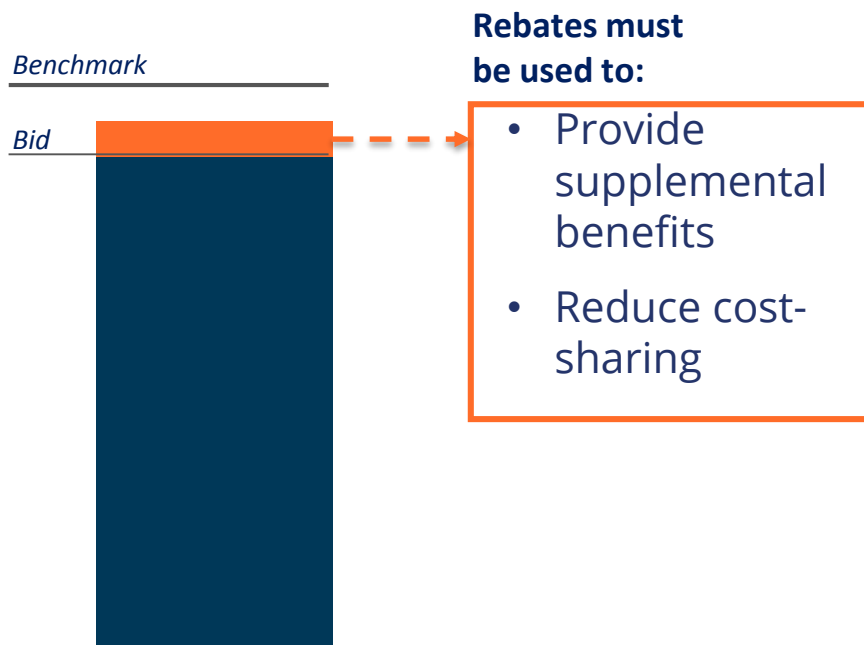 Rebates must
be used to:
Benchmark
Bid
• Provide
supplemental
benefits
• Reduce cost-
sharing